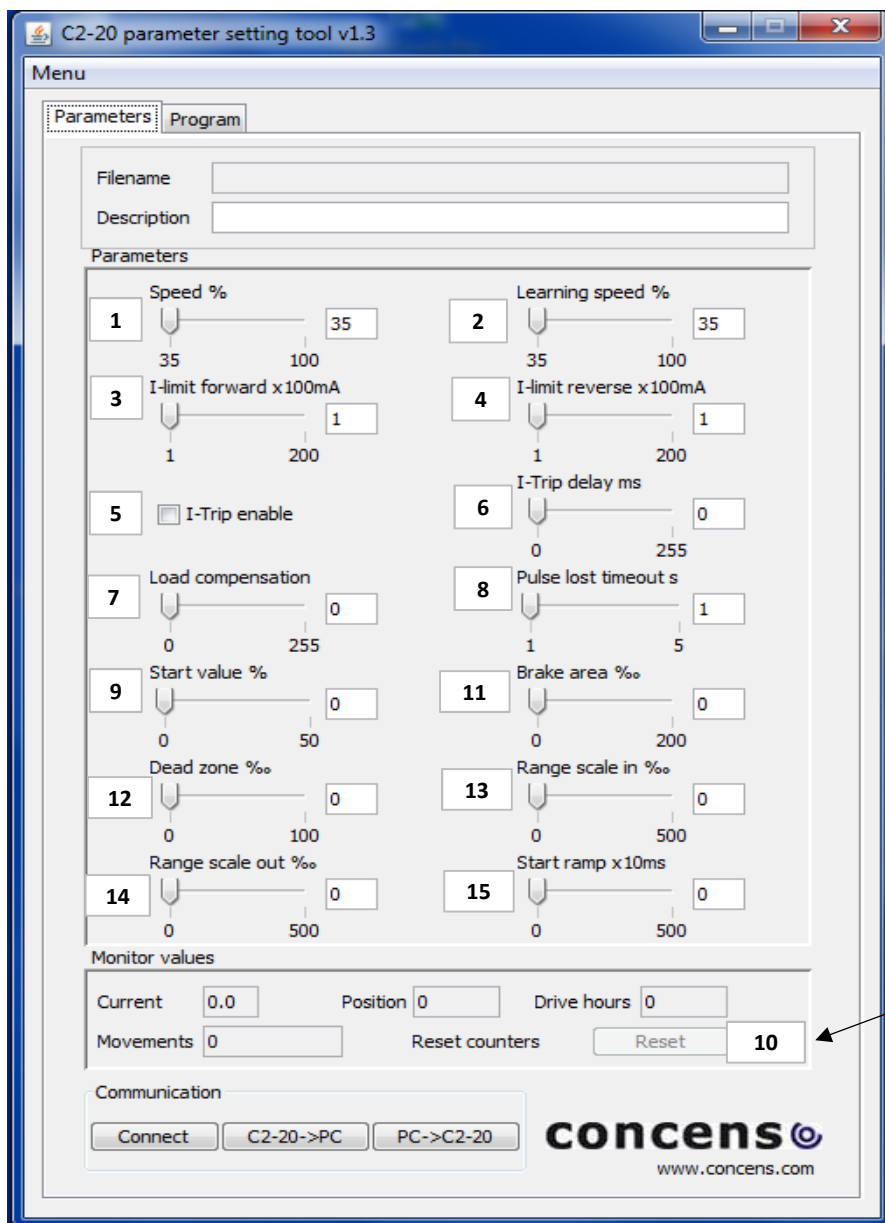 C2-20 parameter setting tool v1.3
Menu
Parameters Program
Filename
Description
Parameters
Speed % Learning speed %
1 35 2 35
35 100 35 100
I-limit forward x100mA I-limit reverse x100mA
3 1 4 1
1 200 1 200
I-Trip delay ms
5 I-Trip enable 6 0
0 255
Load compensation Pulse lost timeout s
7 0 8 1
0 255 1 5
Start value % Brake area ‰
9 0 11 0
0 50 0 200
Dead zone ‰ Range scale in ‰
12 0 13 0
0 100 0 500
Range scale out ‰ Start ramp x10ms
14 0 15 0
0 500 0 500
Monitor values
Current 0.0 Position 0 Drive hours 0
Movements 0 Reset counters Reset 10
Communication
Connect C2-20->PC PC->C2-20
concens
www.concens.com